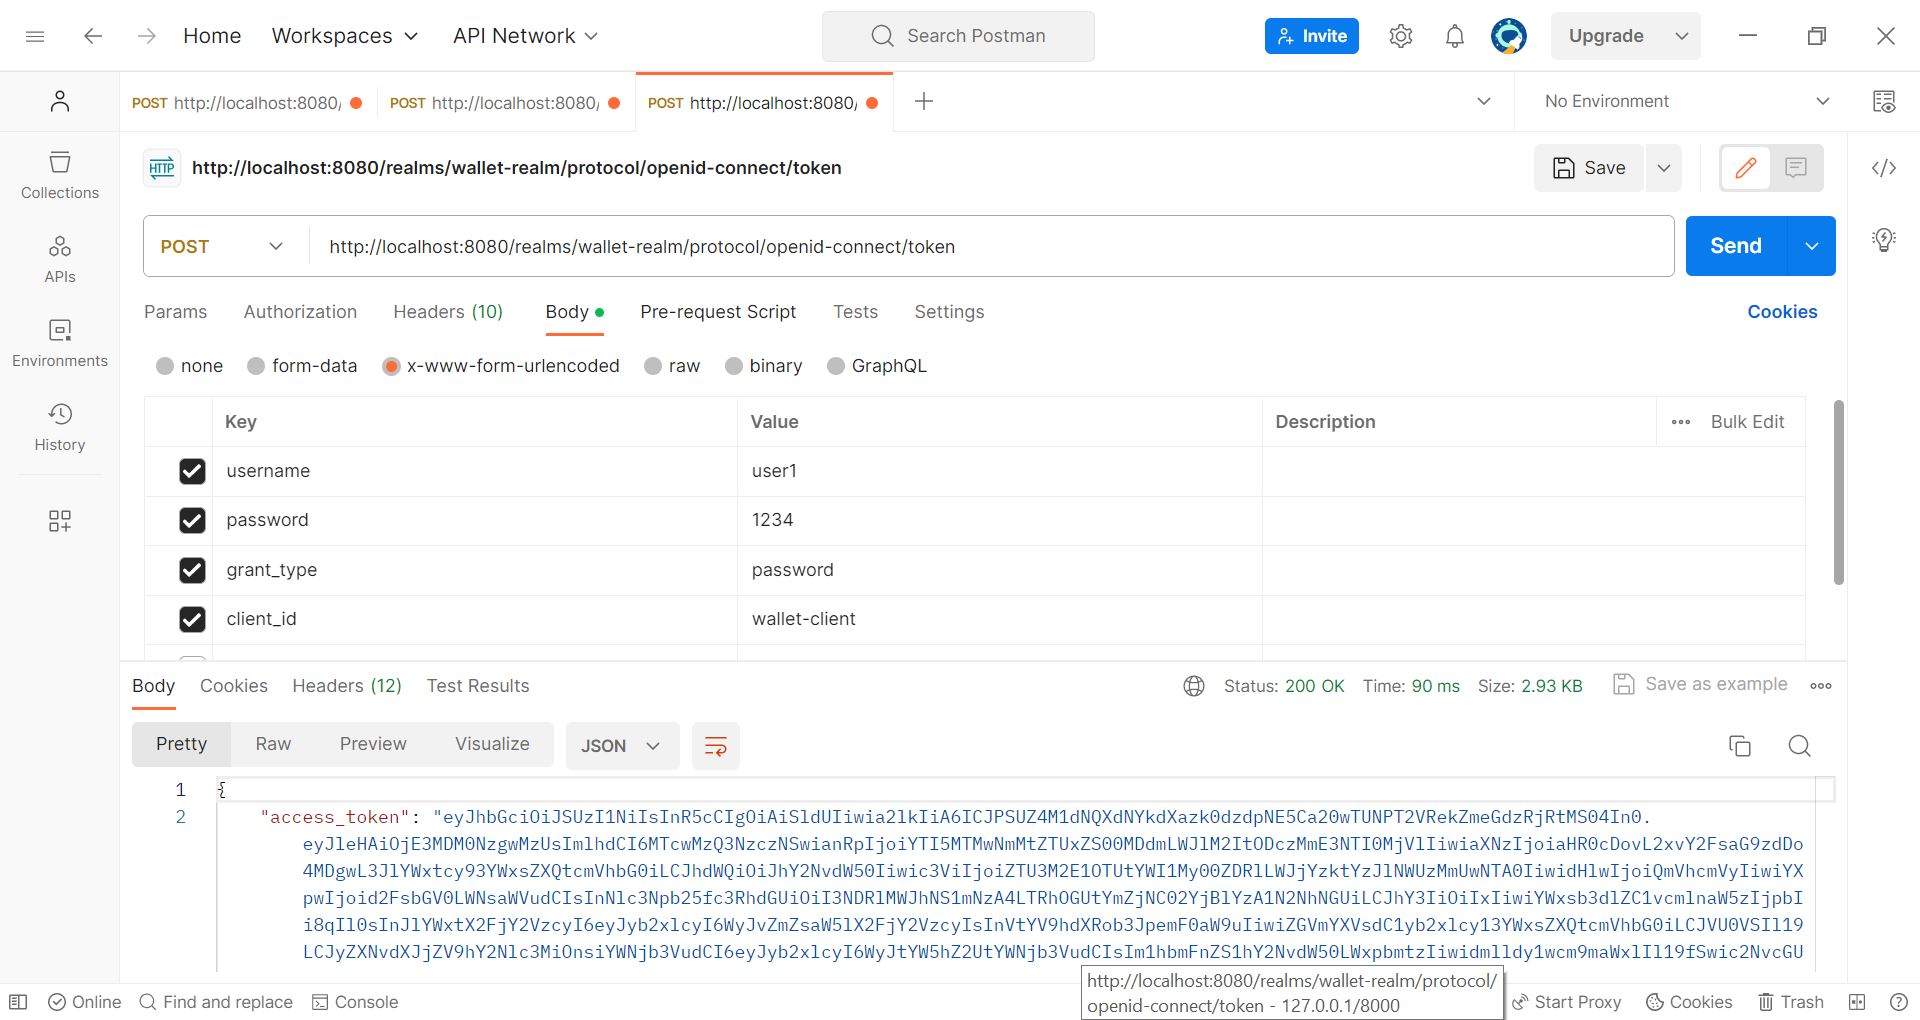 Home Workspaces API Network Search Postman Invite Upgrade
POST http://localhost:8080/ POST http://localhost:8080/ POST http://localhost:8080/ No Environment
HTTP http://localhost:8080/realms/wallet-realm/protocol/openid-connect/token Save
Collections
POST http://localhost:8080/realms/wallet-realm/protocol/openid-connect/token Send
APIs
Params Authorization Headers (10) Body Pre-request Script Tests Settings Cookies
Environments
none form-data x-www-form-urlencoded raw binary GraphQL
History
Key Value Description Bulk Edit
username user1
password 1234
grant_type password
client_id wallet-client
Body Cookies Headers (12) Test Results Status: 200 OK Time: 90 ms Size: 2.93 KB Save as example
Pretty Raw Preview Visualize JSON
1 {
2 "access_token": "eyJhbGciOiJSUzI1NiIsInR5cCIgOiAiSldUIiwia2lkIiA6ICJPSUZ4M1dNQXdNYkdXazk0dzdpNE5Ca20wTUNPT2VRekZmeGdzRjRtMS04In0.
eyJleHAiOjE3MDM0NzgwMzUsImlhdCI6MTcwMzQ3NzczNSwianRpIjoiYTI5MTMwNmMtZTUxZS00MDdmLWJlM2ItODczMmE3NTI0MjVlIiwiaXNzIjoiaHR0cDovL2xvY2FsaG9zdDo
4MDgwL3JlYWxtcy93YWxsZXQtcmVhbG0iLCJhdWQiOiJhY2NvdW50Iiwic3ViIjoiZTU3M2E1OTUtYWI1My00ZDRlLWJjYzktYzJlNWUzMmUwNTA0IiwidHlwIjoiQmVhcmVyIiwiYX
pwIjoid2FsbGV0LWNsaWVudCIsInNlc3Npb25fc3RhdGUiOiI3NDRlMWJhNS1mNzA4LTRhOGUtYmZjNC02YjBlYzA1N2NhNGUiLCJhY3IiOiIxIiwiYWxsb3dlZC1vcmlnaW5zIjpbI
i8qIl0sInJlYWxtX2FjY2VzcyI6eyJyb2xlcyI6WyJvZmZsaW5lX2FjY2VzcyIsInVtYV9hdXRob3JpemF0aW9uIiwiZGVmYXVsdC1yb2xlcy13YWxsZXQtcmVhbG0iLCJVU0VSIl19
LCJyZXNvdXJjZV9hY2Nlc3MiOnsiYWNjb3VudCI6eyJyb2xlcyI6WyJtYW5hZ2UtYWNjb3VudCIsIm1hbmFnZS1hY2NvdW50LWxpbmtzIiwidmlldy1wcm9maWxlIl19fSwic2NvcGU
http://localhost:8080/realms/wallet-realm/protocol/
openid-connect/token - 127.0.0.1/8000
Online Find and replace Console Start Proxy Cookies Trash